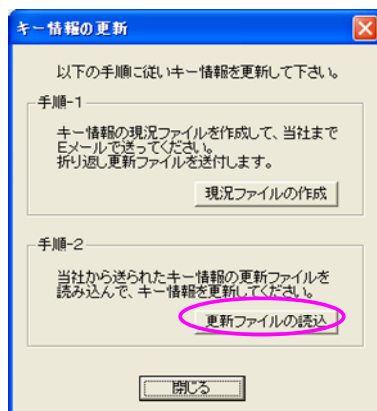 キー情報の更新
以下の手順に従いキー情報を更新して下さい。
手順-1
キー情報の現況ファイルを作成して、当社まで
Eメールで送ってください。
折り返し更新ファイルを送付します。
現況ファイルの作成
手順-2
当社から送られたキー情報の更新ファイルを
読み込んで、キー情報を更新してください。
更新ファイルの読込
閉じる